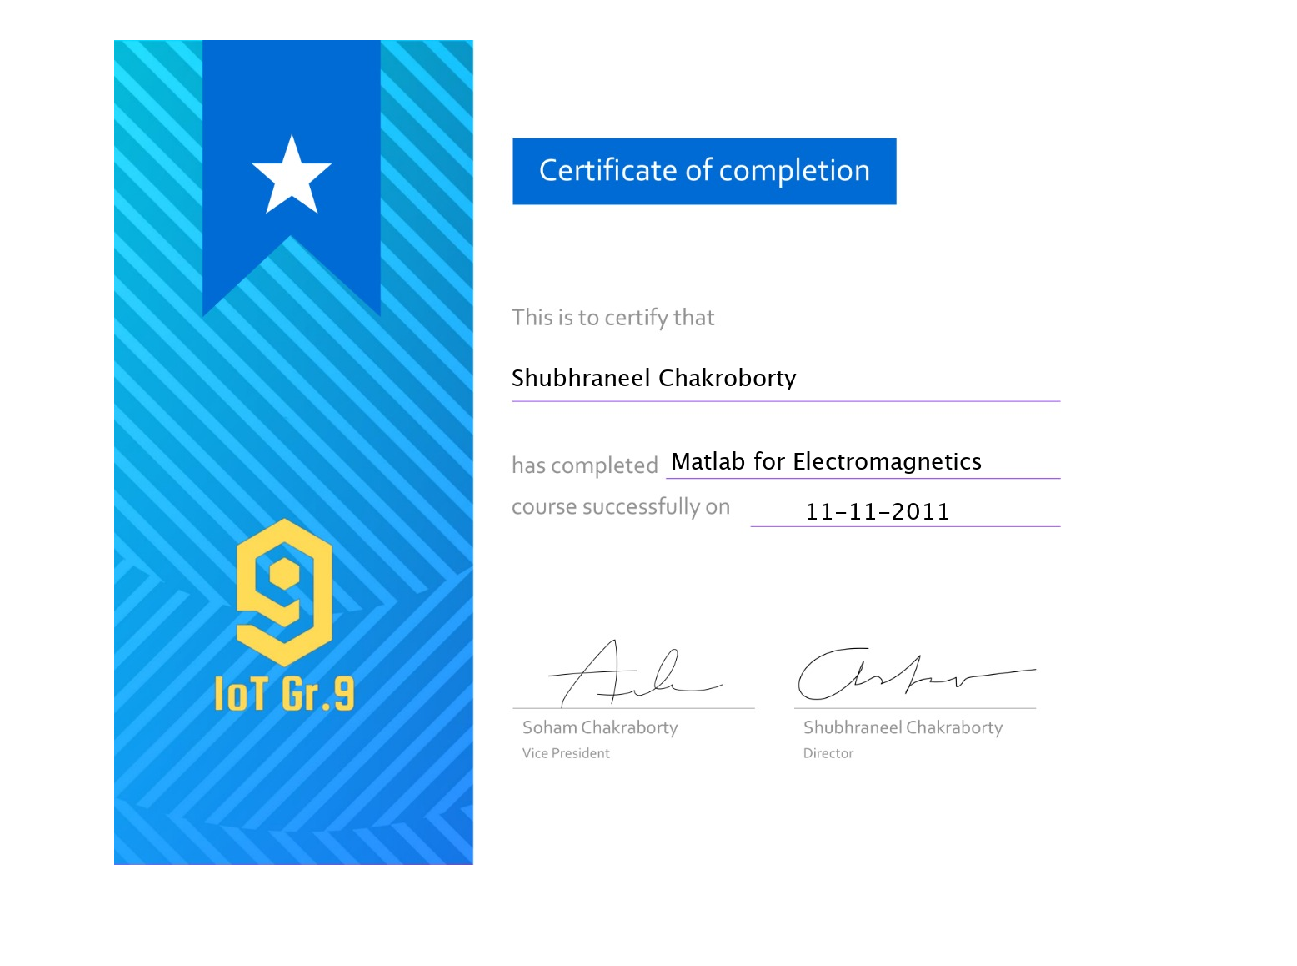 Certificate of completion
This is to certify that
Shubhraneel Chakroborty
has completed Matlab for Electromagnetics
course successfully on 11-11-2011
IoT Gr.9
Soham Chakraborty
Vice President
Shubhraneel Chakraborty
Director